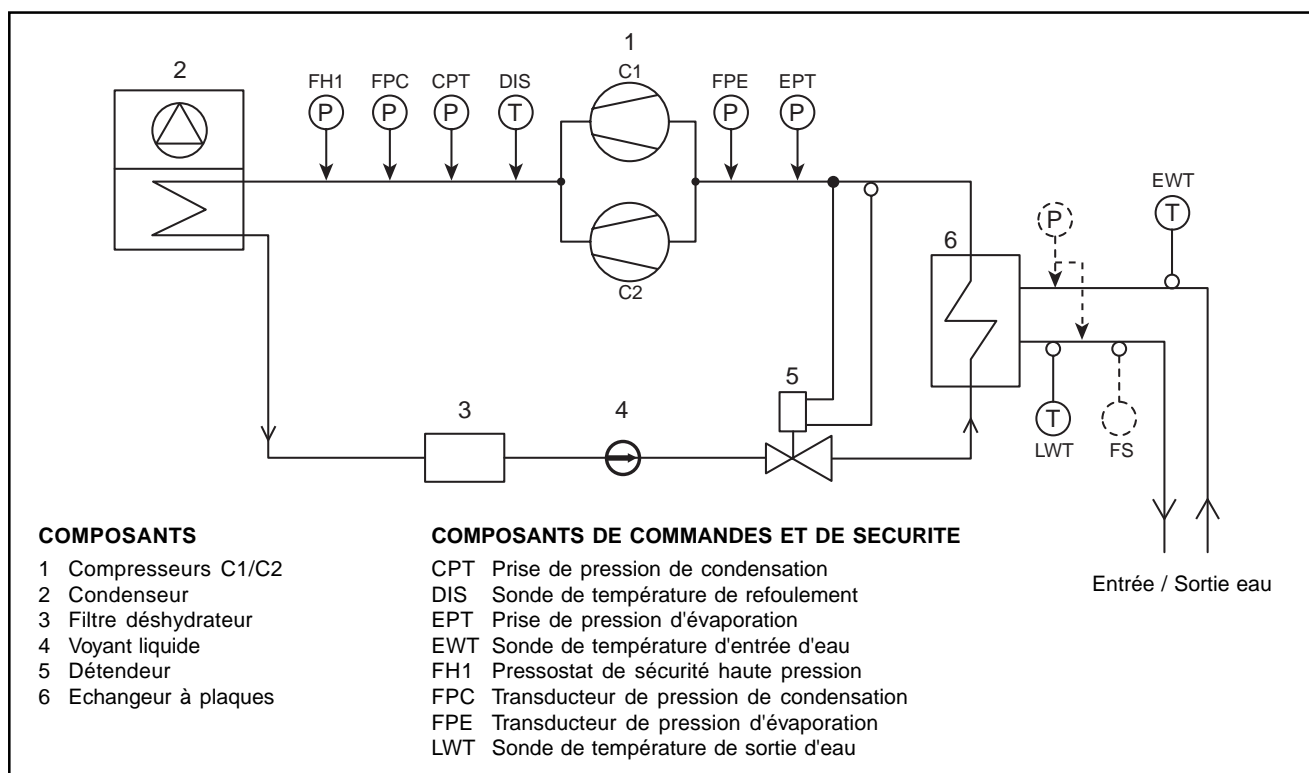 1
C1
2
FH1
FPC
CPT
DIS
FPE
EPT
P
P
P
T
P
P
EWT
T
P
6
C2
5
3
4
T
LWT
FS
Entrée / Sortie eau
COMPOSANTS
1 Compresseurs C1/C2
2 Condenseur
3 Filtre déshydrateur
4 Voyant liquide
5 Détendeur
6 Echangeur à plaques
COMPOSANTS DE COMMANDES ET DE SECURITE
CPT Prise de pression de condensation
DIS Sonde de température de refoulement
EPT Prise de pression d'évaporation
EWT Sonde de température d'entrée d'eau
FH1 Pressostat de sécurité haute pression
FPC Transducteur de pression de condensation
FPE Transducteur de pression d'évaporation
LWT Sonde de température de sortie d'eau